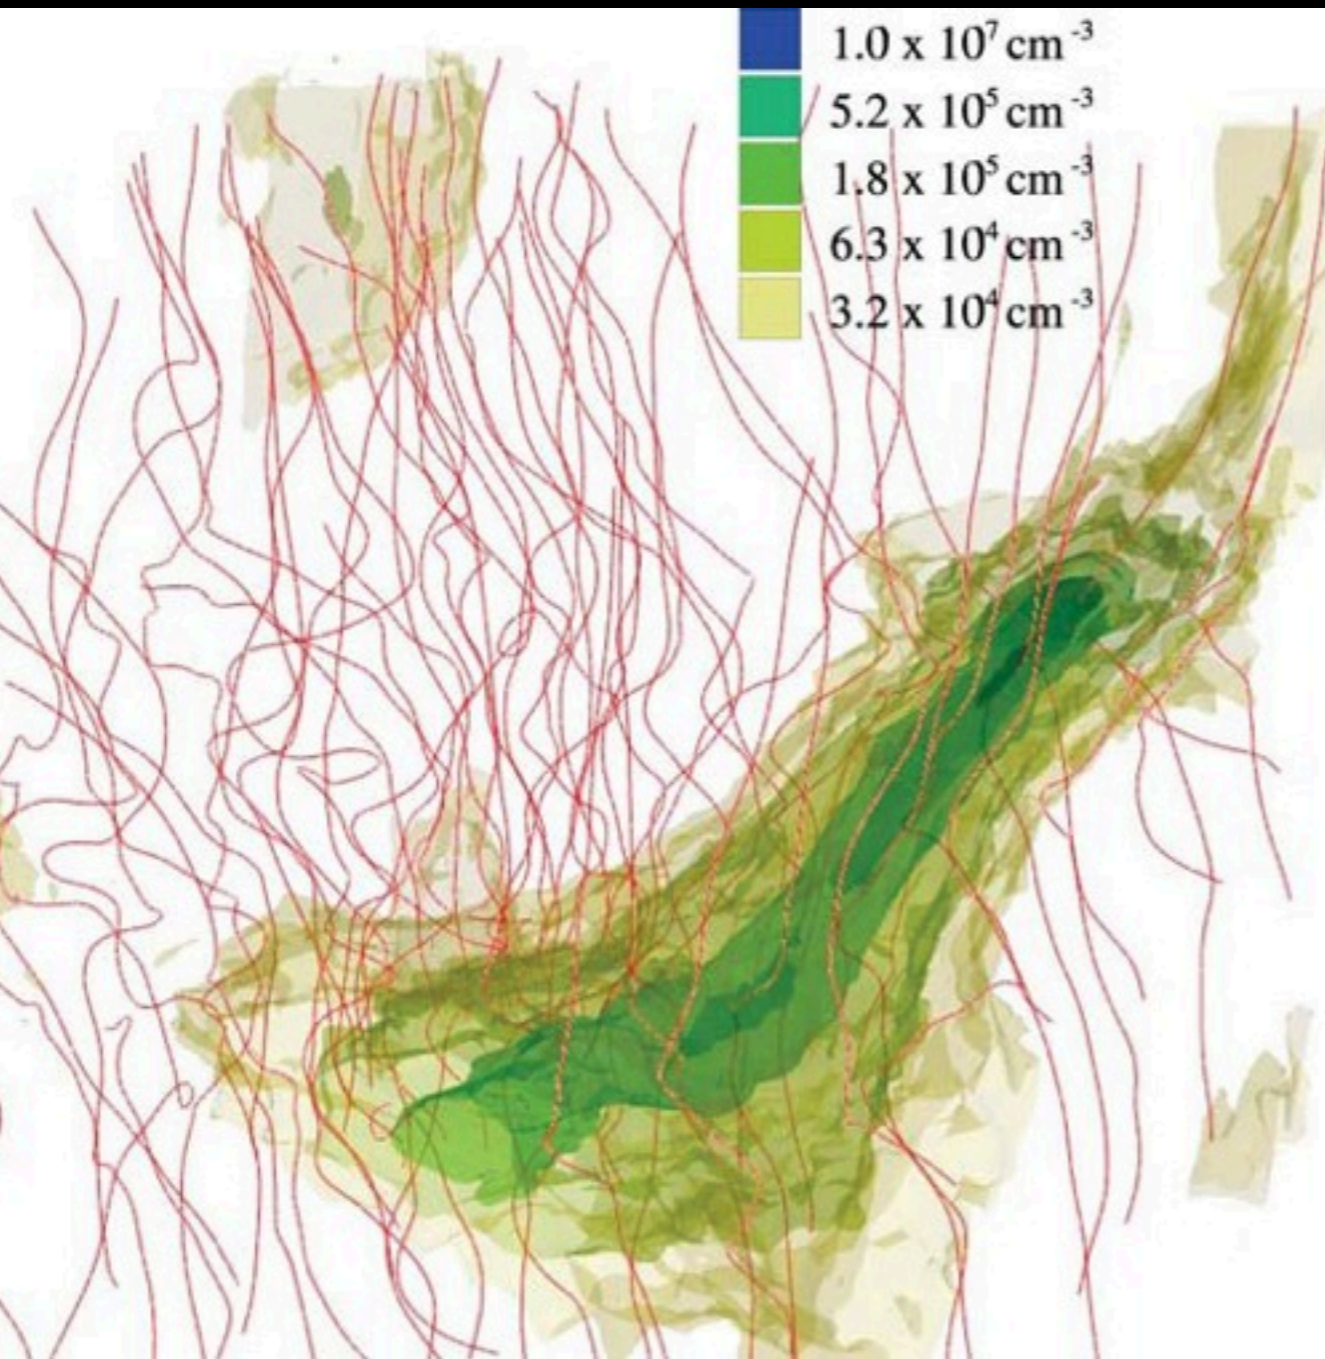 1.0 x 10⁷ cm⁻³
5.2 x 10⁵ cm⁻³
1.8 x 10⁵ cm⁻³
6.3 x 10⁴ cm⁻³
3.2 x 10⁴ cm⁻³